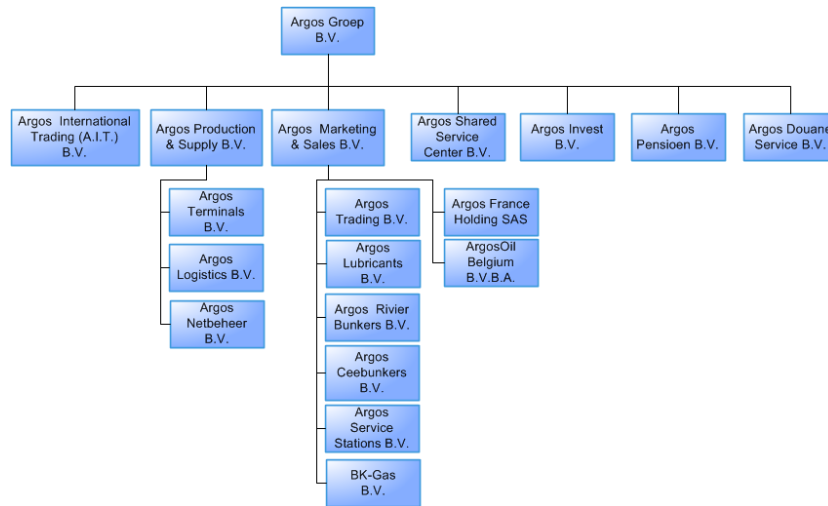 Argos Groep
B.V.
Argos  International
Trading (A.I.T.)
B.V.
Argos Production
& Supply B.V.
Argos  Marketing
& Sales B.V.
Argos Shared
Service
Center B.V.
Argos Invest
B.V.
Argos
Pensioen B.V.
Argos Douane
Service B.V.
Argos
Terminals
B.V.
Argos
Logistics B.V.
Argos
Netbeheer
B.V.
Argos
Trading B.V.
Argos
Lubricants
B.V.
Argos  Rivier
Bunkers B.V.
Argos
Ceebunkers
B.V.
Argos
Service
Stations B.V.
BK-Gas
B.V.
Argos France
Holding SAS
ArgosOil
Belgium
B.V.B.A.